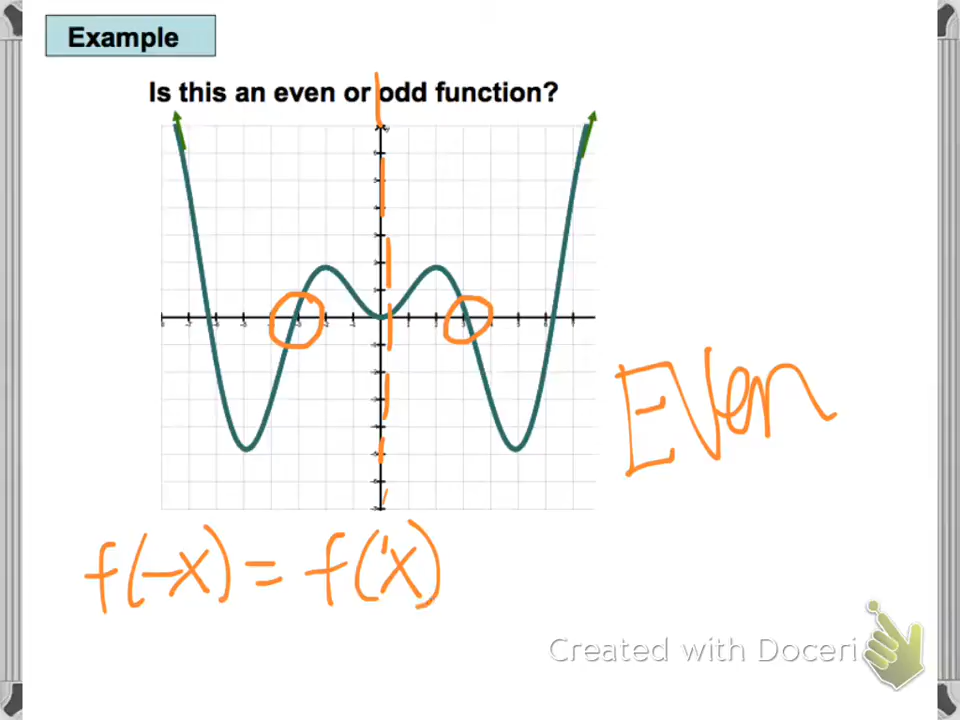 Example
Is this an even or odd function?
Even
f(-x) = f(x)
Created with Doceri